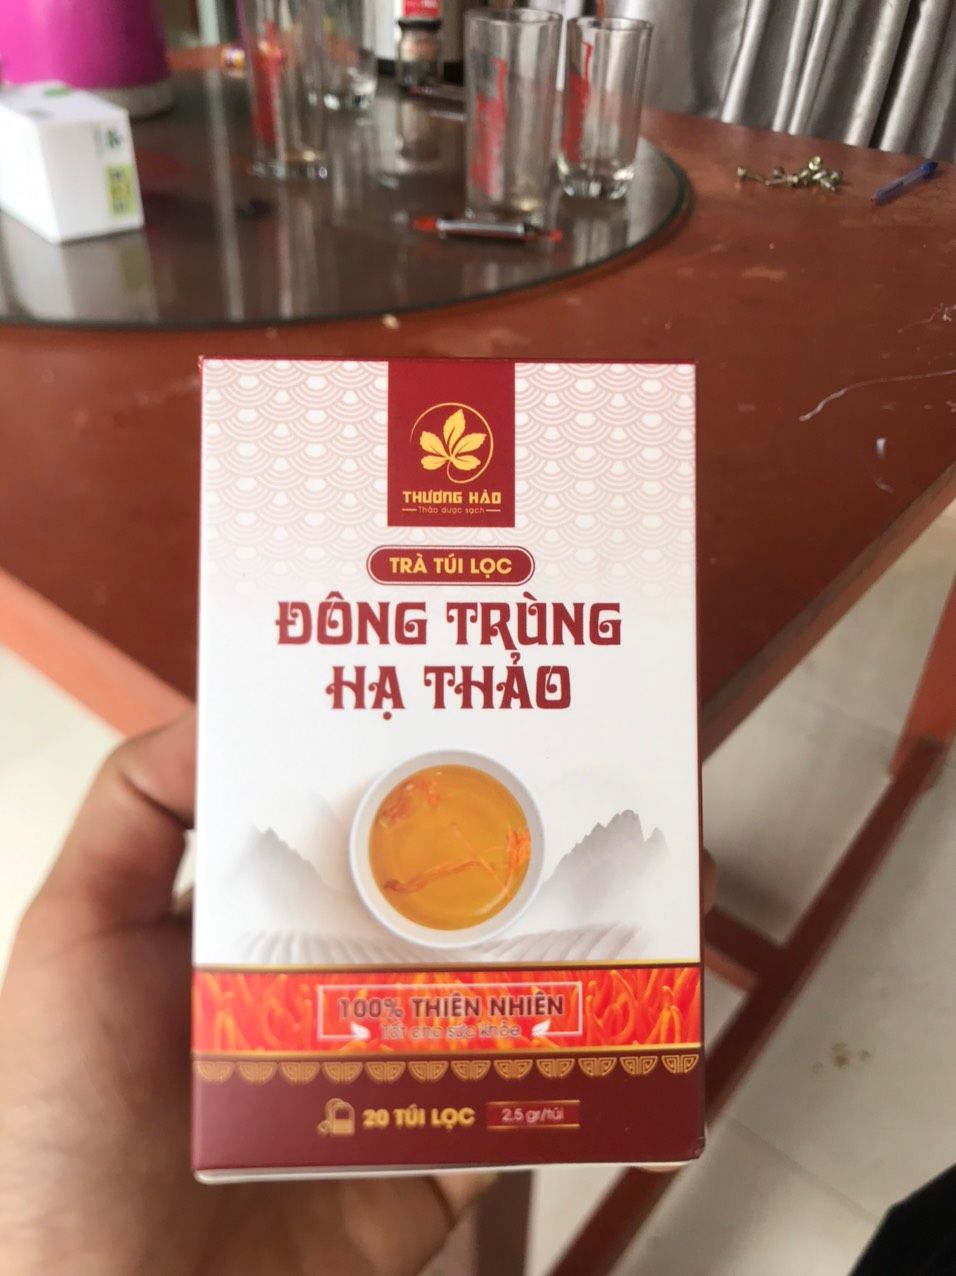 THƯƠNG HẢO
Thảo dược sạch
TRÀ TÚI LỌC
ĐÔNG TRÙNG
HẠ THẢO
100% THIÊN NHIÊN
Tốt cho sức khỏe
20 TÚI LỌC
2.5 gr/túi